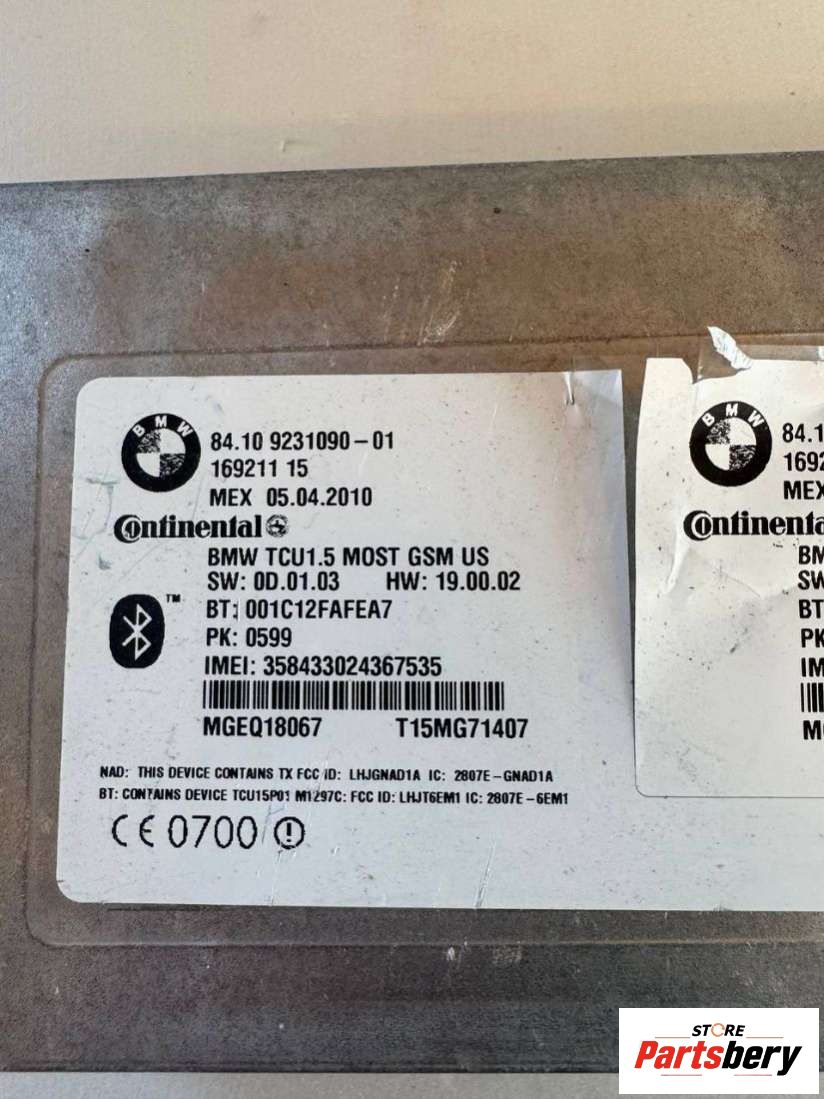 BMW
84.10 9231090-01
169211 15
MEX 05.04.2010
Continental
BMW TCU1.5 MOST GSM US
SW: 0D.01.03 HW: 19.00.02
BT: 001C12FAFEA7
TM
PK: 0599
IMEI: 358433024367535
MGEQ18067 T15MG71407
NAD: THIS DEVICE CONTAINS TX FCC ID: LHJGNAD1A IC: 2807E-GNAD1A
BT: CONTAINS DEVICE TCU15P01 M1297C: FCC ID: LHJT6EM1 IC: 2807E-6EM1
CE 0700
BMW
84.1
169
MEX
Continenta
BM
SW
BT
PK
IM
M
STORE
Partsbery